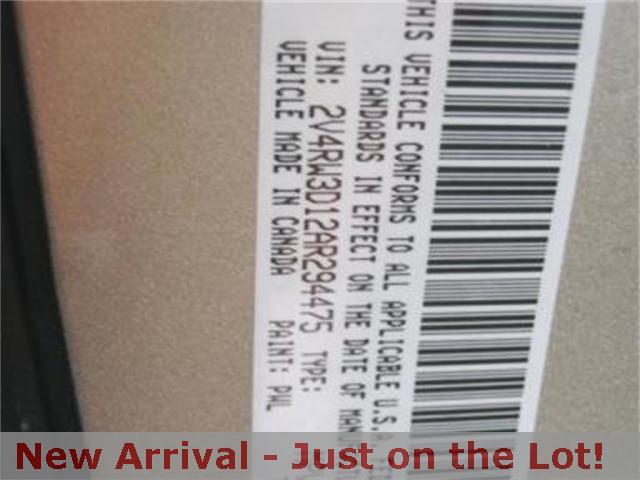 THIS VEHICLE CONFORMS TO ALL APPLICABLE U.S.A.
STANDARDS IN EFFECT ON THE DATE OF
VIN: 2V4RW3D12AR294475 TYPE:
VEHICLE MADE IN CANADA PAINT: PWL
New Arrival - Just on the Lot!